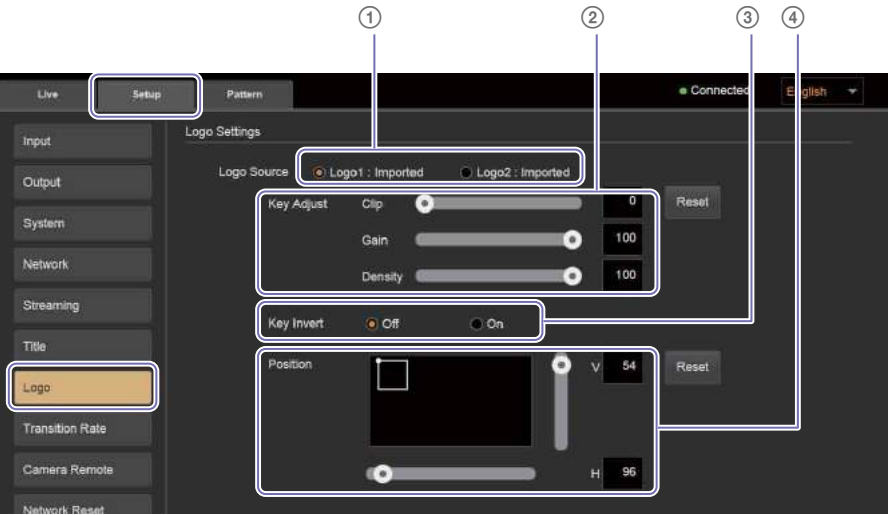 ① ② ③ ④
Live Setup Pattern Connected English
Logo Settings
Input
Logo Source Logo1 : Imported Logo2 : Imported
Output
Key Adjust Clip 0 Reset
System
Gain 100
Network
Density 100
Streaming
Key Invert Off On
Title
Position V 54 Reset
Logo
Transition Rate
Camera Remote
H 96
Network Reset